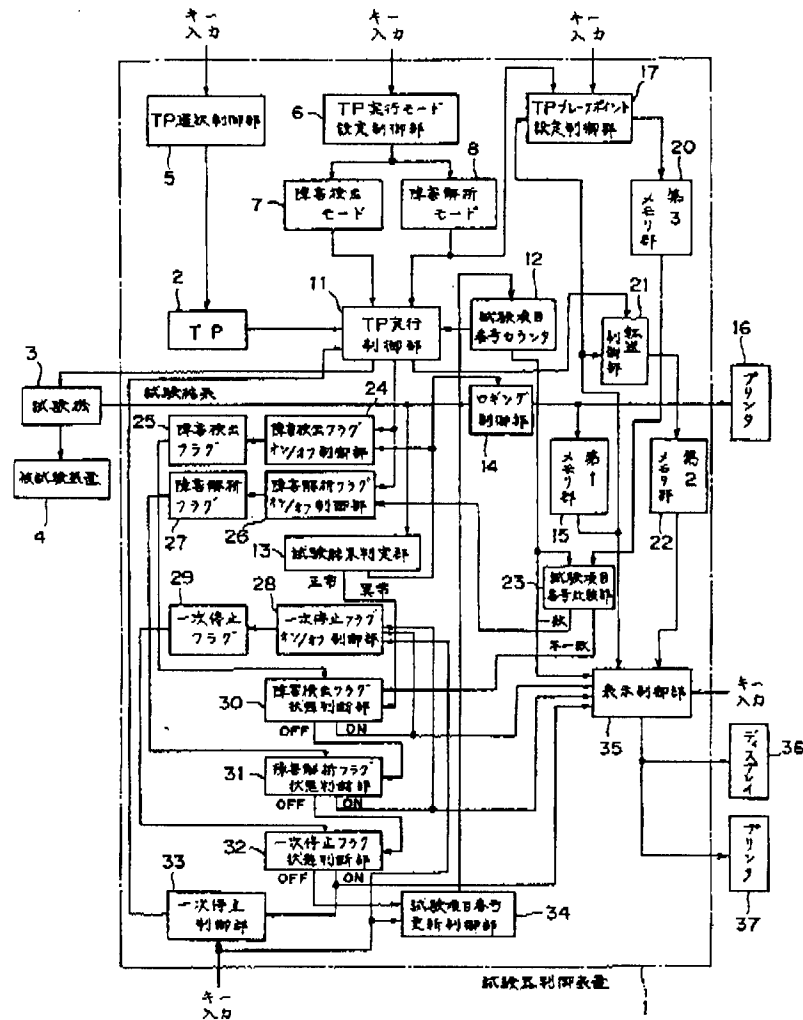 キー
入力
キー
入力
キー
入力
TP選択制御部
5
6
TP実行モード
設定制御部
17
TPブレークポイント
設定制御部
7
障害検出
モード
8
障害解析
モード
20
第3
メモリ部
2
TP
11
TP実行
制御部
12
試験項目
番号カウンタ
21
転送
制御部
16
プリンタ
3
試験機
試験結果
4
被試験装置
25
障害検出
フラグ
24
障害検出フラグ
オン/オフ制御部
ロギング
制御部
14
27
障害解析
フラグ
障害解析フラグ
オン/オフ制御部
26
第1
メモリ部
15
第2
メモリ部
22
13
試験結果判定部
正常
異常
23
試験項目
番号比較部
一致
不一致
29
一次停止
フラグ
28
一次停止フラグ
オン/オフ制御部
30
障害検出フラグ
状態判断部
OFF
ON
31
障害解析フラグ
状態判断部
OFF
ON
32
一次停止フラグ
状態判断部
OFF
ON
表示制御部
35
キー
入力
ディスプレイ
36
プリンタ
37
33
一次停止
制御部
試験項目番号
更新制御部
34
キー
入力
試験器制御装置
1